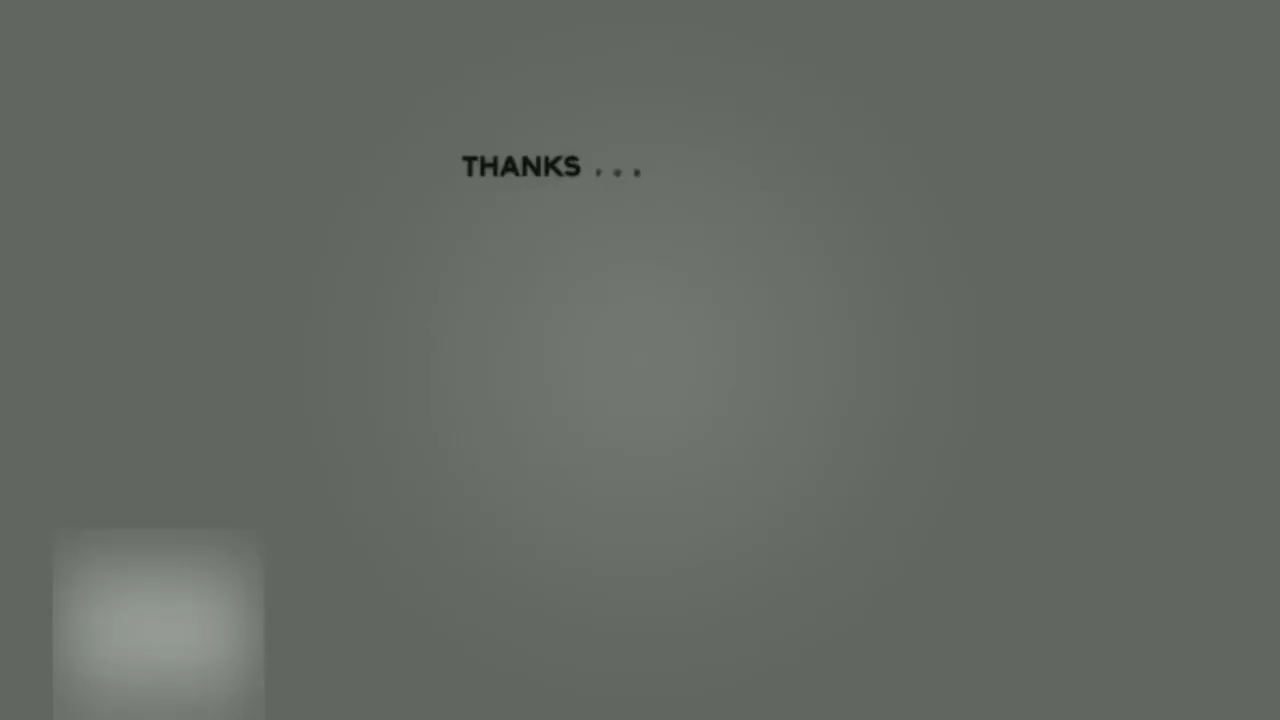 THANKS . . .